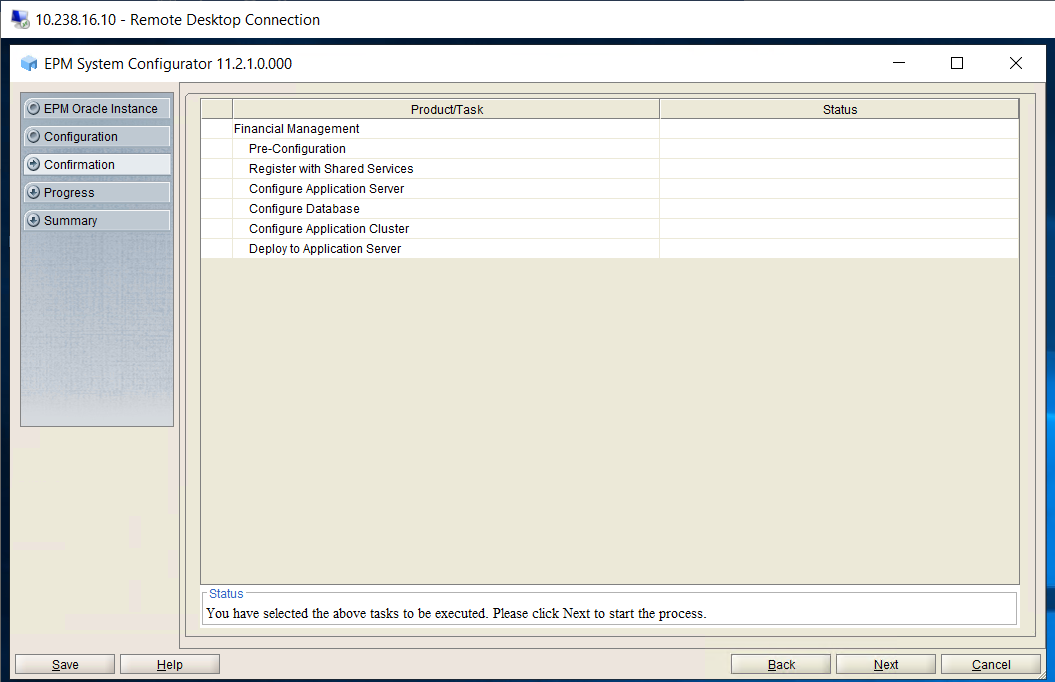 10.238.16.10 - Remote Desktop Connection
EPM System Configurator 11.2.1.0.000
EPM Oracle Instance
Configuration
Confirmation
Progress
Summary
Product/Task Status
Financial Management
Pre-Configuration
Register with Shared Services
Configure Application Server
Configure Database
Configure Application Cluster
Deploy to Application Server
Status
You have selected the above tasks to be executed. Please click Next to start the process.
Save Help Back Next Cancel